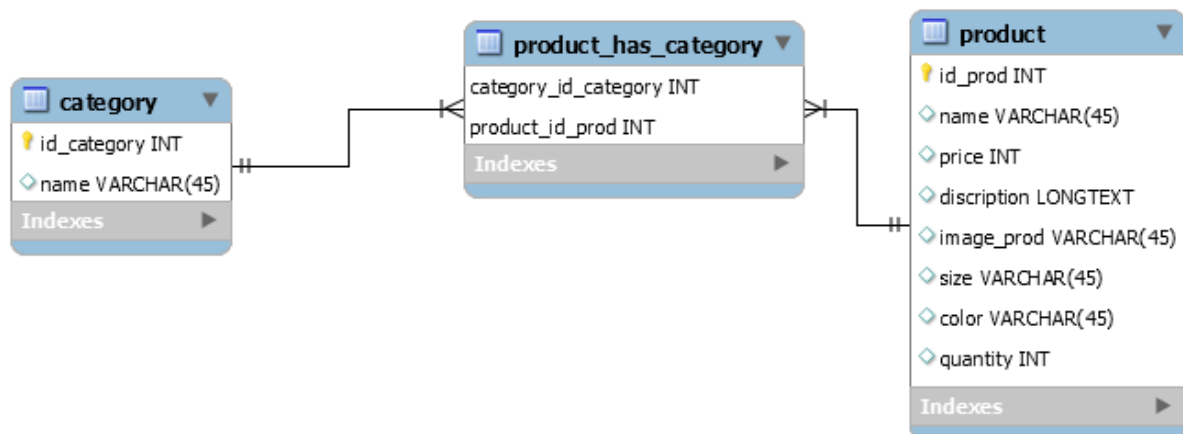 category
id_category INT
name VARCHAR(45)
Indexes
product_has_category
category_id_category INT
product_id_prod INT
Indexes
product
id_prod INT
name VARCHAR(45)
price INT
discription LONGTEXT
image_prod VARCHAR(45)
size VARCHAR(45)
color VARCHAR(45)
quantity INT
Indexes